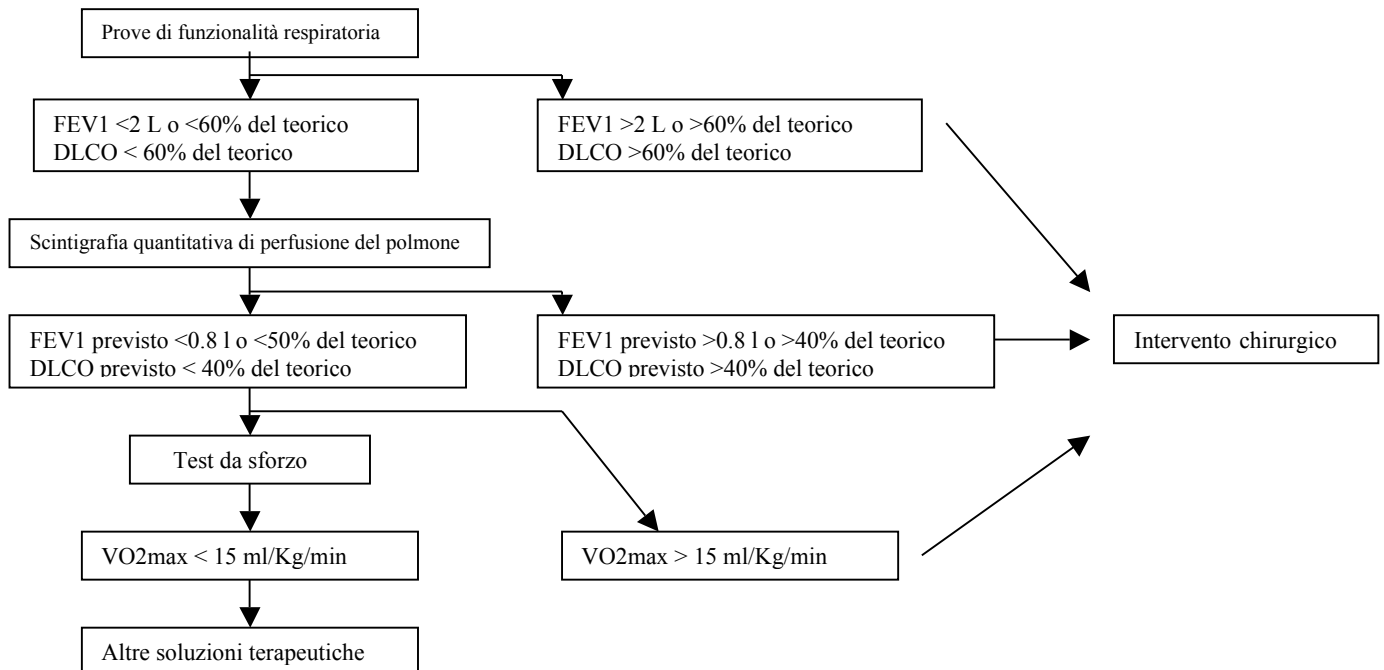 Prove di funzionalità respiratoria
FEV1 <2 L o <60% del teorico
DLCO < 60% del teorico
FEV1 >2 L o >60% del teorico
DLCO >60% del teorico
Scintigrafia quantitativa di perfusione del polmone
FEV1 previsto <0.8 l o <50% del teorico
DLCO previsto < 40% del teorico
FEV1 previsto >0.8 l o >40% del teorico
DLCO previsto >40% del teorico
Intervento chirurgico
Test da sforzo
VO2max < 15 ml/Kg/min
VO2max > 15 ml/Kg/min
Altre soluzioni terapeutiche